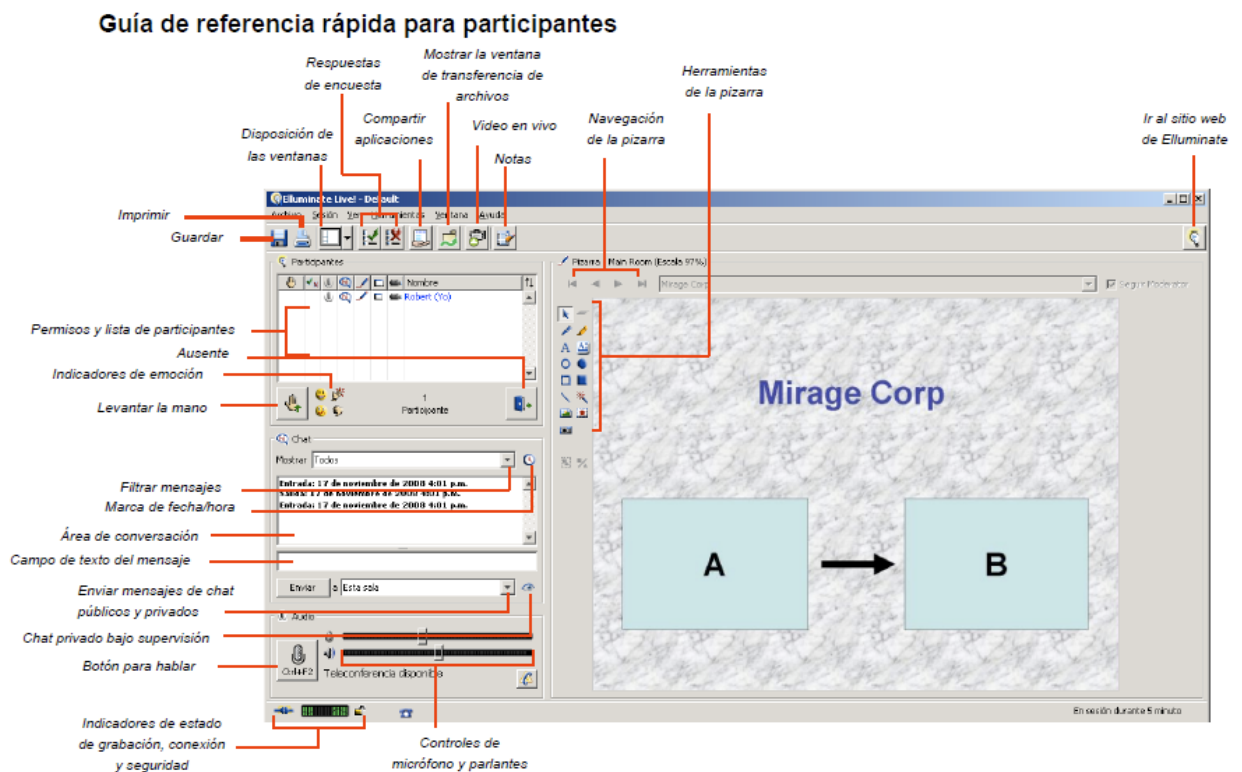 Guía de referencia rápida para participantes
Respuestas
de encuesta
Mostrar la ventana
de transferencia de
archivos
Herramientas
de la pizarra
Disposición de
las ventanas
Compartir
aplicaciones
Video en vivo
Notas
Navegación
de la pizarra
Ir al sitio web
de Elluminate
Imprimir
Guardar
Elluminate Live! - Default
Archivo Sesión Ver Herramientas Ventana Ayuda
Participantes
Nombre
Robert (Yo)
Permisos y lista de participantes
Ausente
Indicadores de emoción
Levantar la mano
1
Participante
Pizarra - Main Room (Escala 97%)
Mirage Corp
Seguir Moderator
A
Mirage Corp
A
B
Chat
Mostrar Todos
Entrada: 17 de noviembre de 2008 4:01 p.m.
Salida: 17 de noviembre de 2008 4:01 p.m.
Entrada: 17 de noviembre de 2008 4:01 p.m.
Filtrar mensajes
Marca de fecha/hora
Área de conversación
Campo de texto del mensaje
Enviar a Esta sala
Enviar mensajes de chat
públicos y privados
Audio
Chat privado bajo supervisión
Botón para hablar
Ctrl+F2
Teleconferencia disponible
En sesión durante 5 minuto
Indicadores de estado
de grabación, conexión
y seguridad
Controles de
micrófono y parlantes